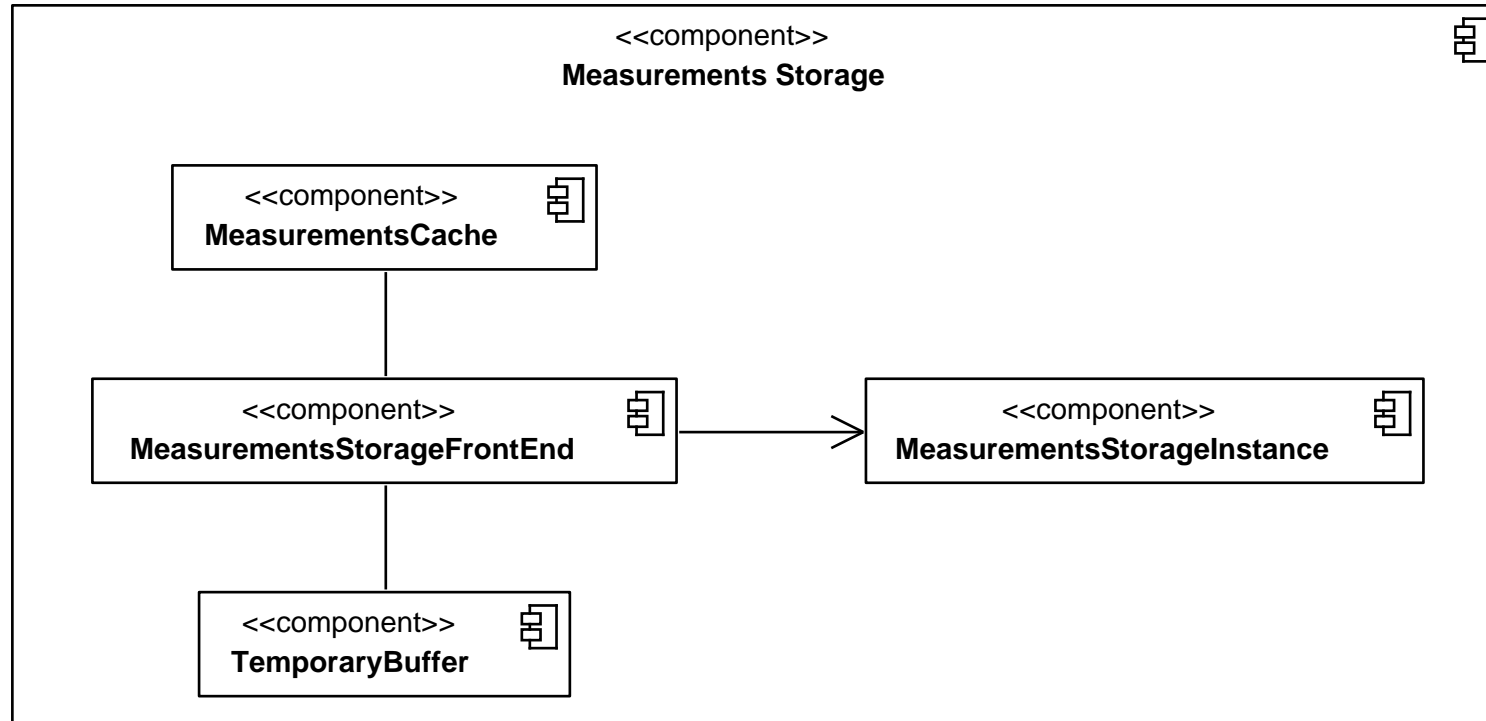 <<component>>
Measurements Storage
<<component>>
MeasurementsCache
<<component>>
MeasurementsStorageFrontEnd
<<component>>
MeasurementsStorageInstance
<<component>>
TemporaryBuffer